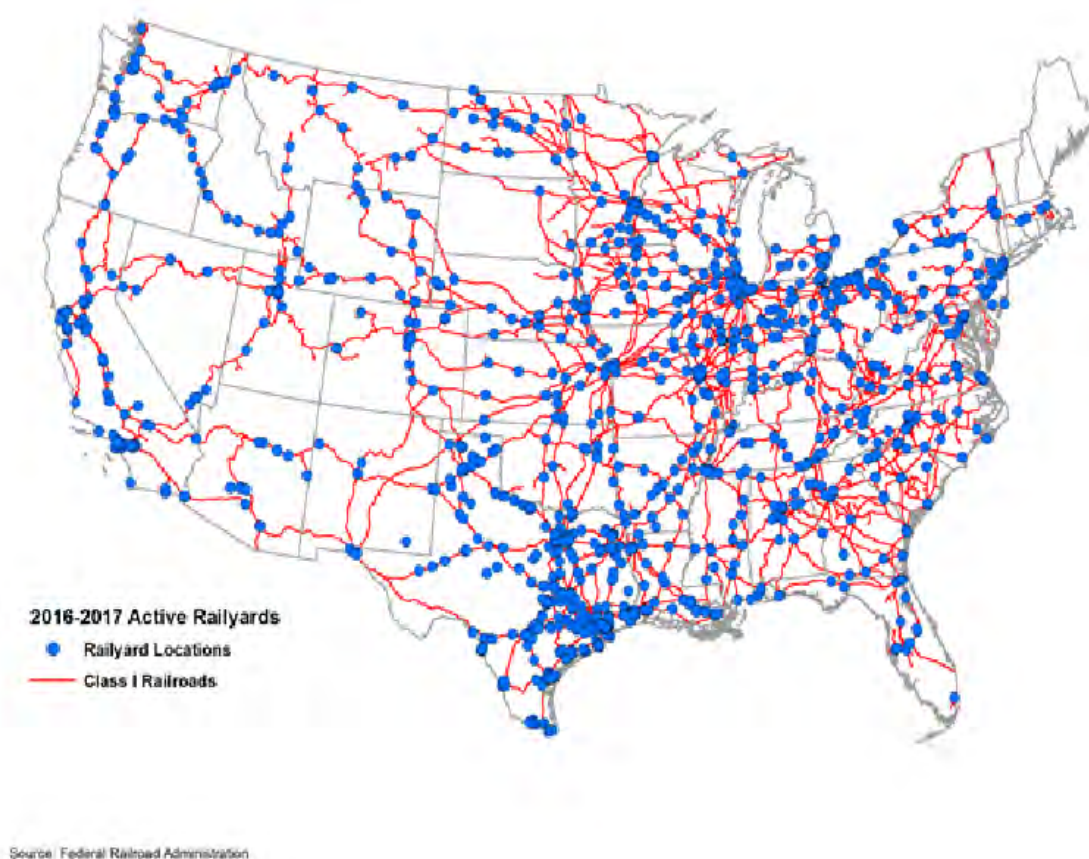 2016-2017 Active Railyards
Railyard Locations
Class I Railroads
Source: Federal Railroad Administration